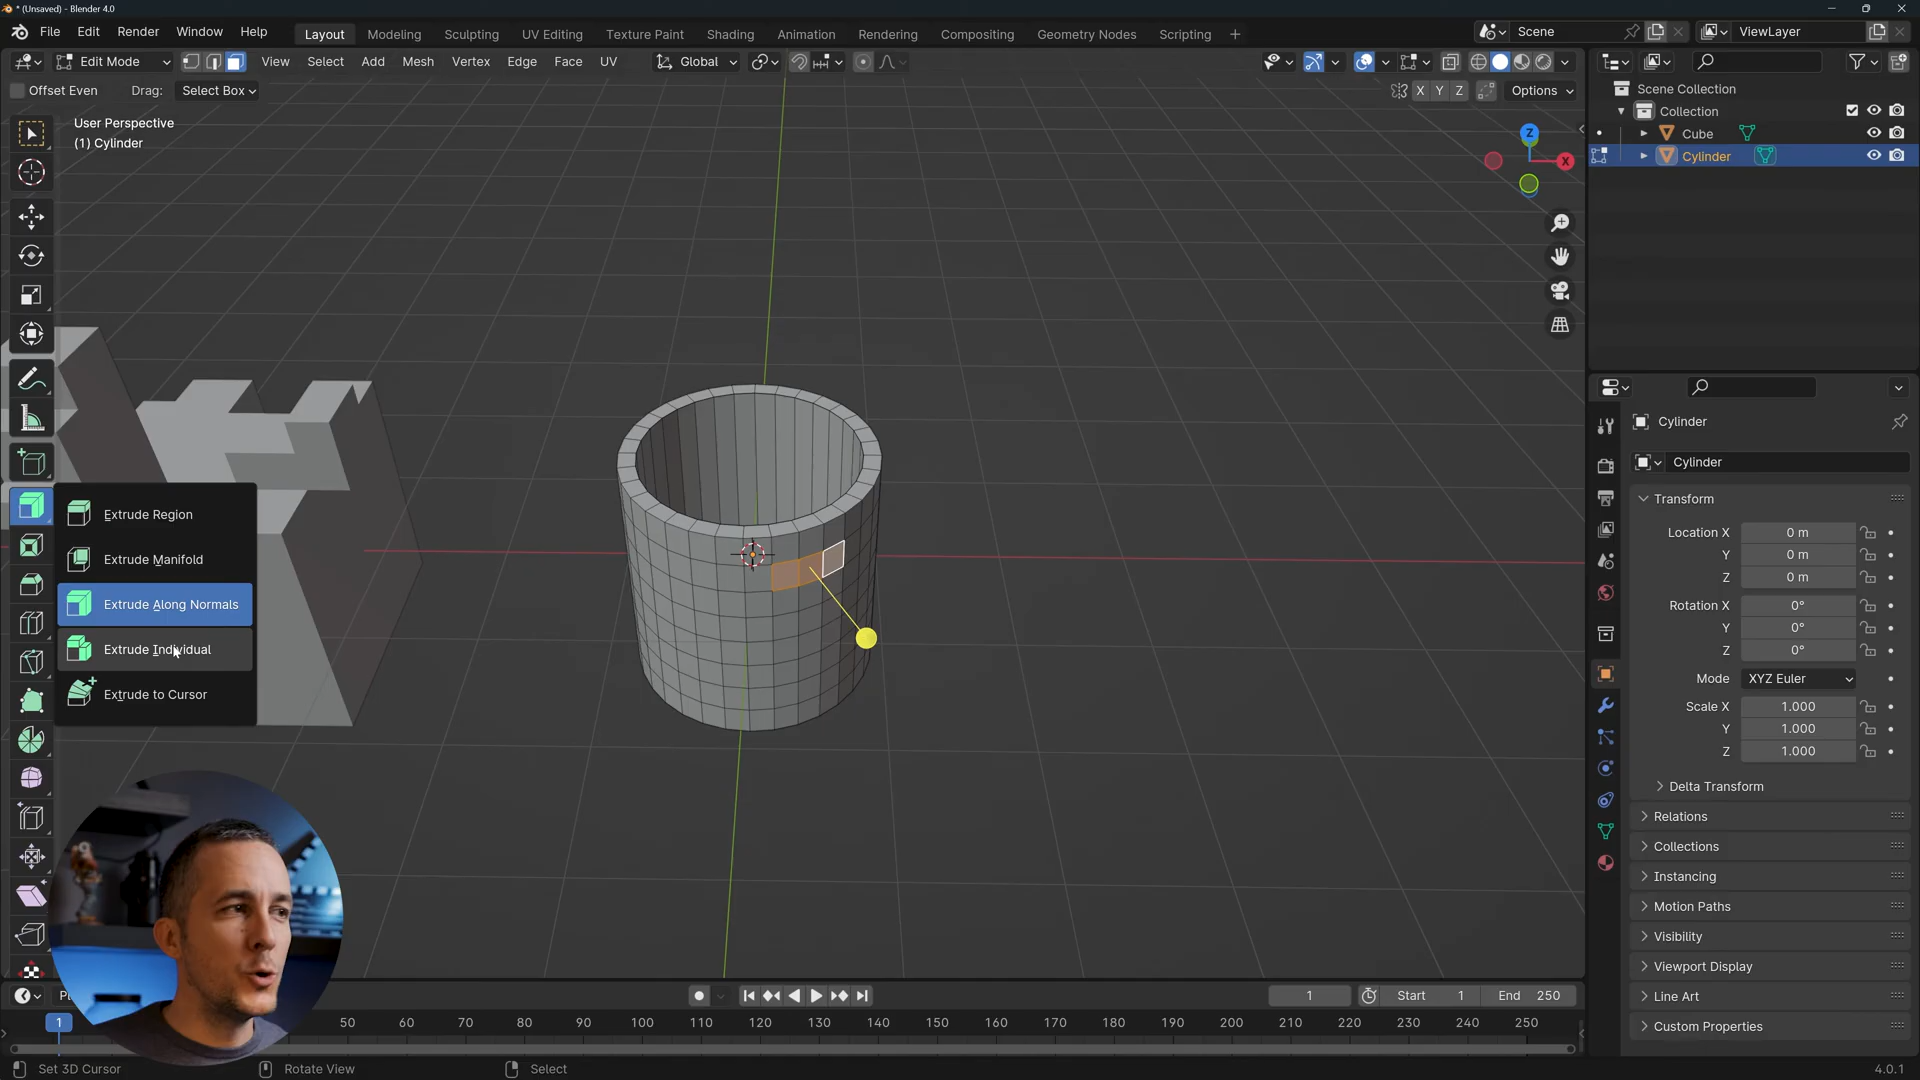 * (Unsaved) - Blender 4.0
File Edit Render Window Help
Layout Modeling Sculpting UV Editing Texture Paint Shading Animation Rendering Compositing Geometry Nodes Scripting +
Scene
ViewLayer
Edit Mode View Select Add Mesh Vertex Edge Face UV
Global
Offset Even Drag: Select Box
X Y Z Options
User Perspective
(1) Cylinder
Z
X
Extrude Region
Extrude Manifold
Extrude Along Normals
Extrude Individual
Extrude to Cursor
Scene Collection
Collection
Cube
Cylinder
Cylinder
Cylinder
Transform
Location X 0 m
Y 0 m
Z 0 m
Rotation X 0°
Y 0°
Z 0°
Mode XYZ Euler
Scale X 1.000
Y 1.000
Z 1.000
Delta Transform
Relations
Collections
Instancing
Motion Paths
Visibility
Viewport Display
Line Art
Custom Properties
1 Start 1 End 250
1 50 60 70 80 90 100 110 120 130 140 150 160 170 180 190 200 210 220 230 240 250
Set 3D Cursor Rotate View Select
4.0.1